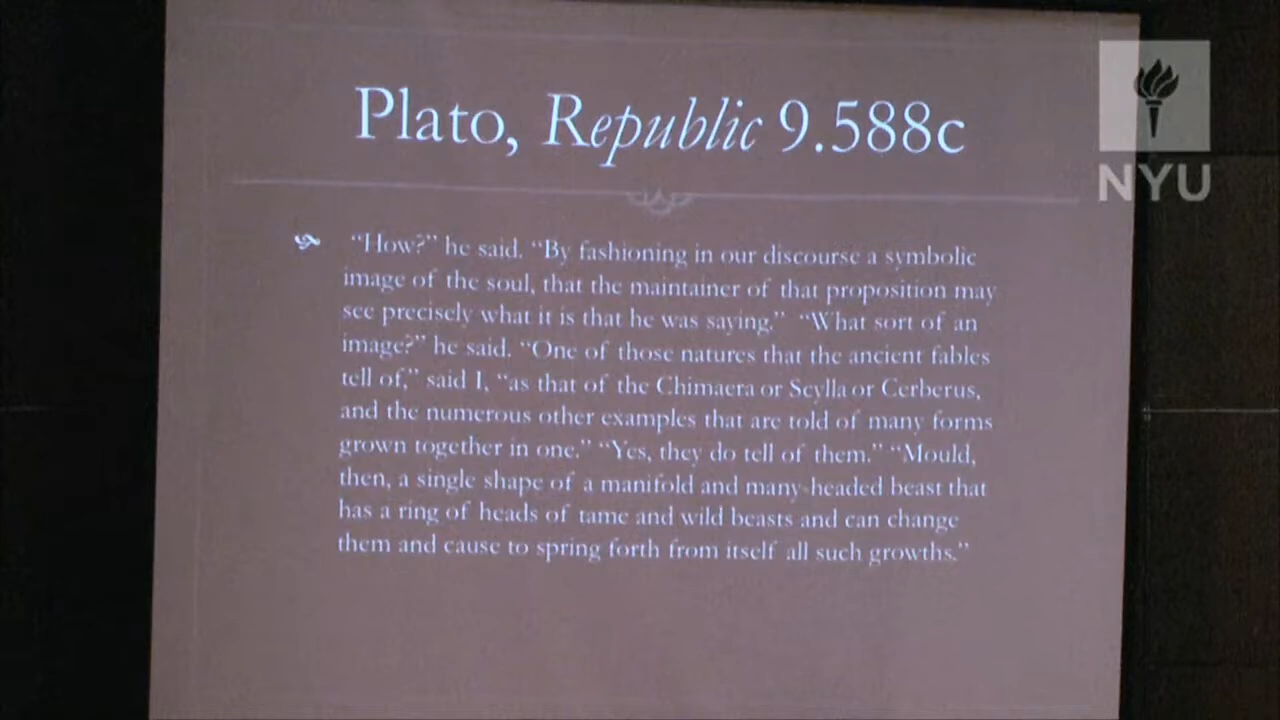 Plato, Republic 9.588c
NYU
“How?” he said. “By fashioning in our discourse a symbolic
image of the soul, that the maintainer of that proposition may
see precisely what it is that he was saying.” “What sort of an
image?” he said. “One of those natures that the ancient fables
tell of,” said I, “as that of the Chimaera or Scylla or Cerberus,
and the numerous other examples that are told of many forms
grown together in one.” “Yes, they do tell of them.” “Mould,
then, a single shape of a manifold and many-headed beast that
has a ring of heads of tame and wild beasts and can change
them and cause to spring forth from itself all such growths.”